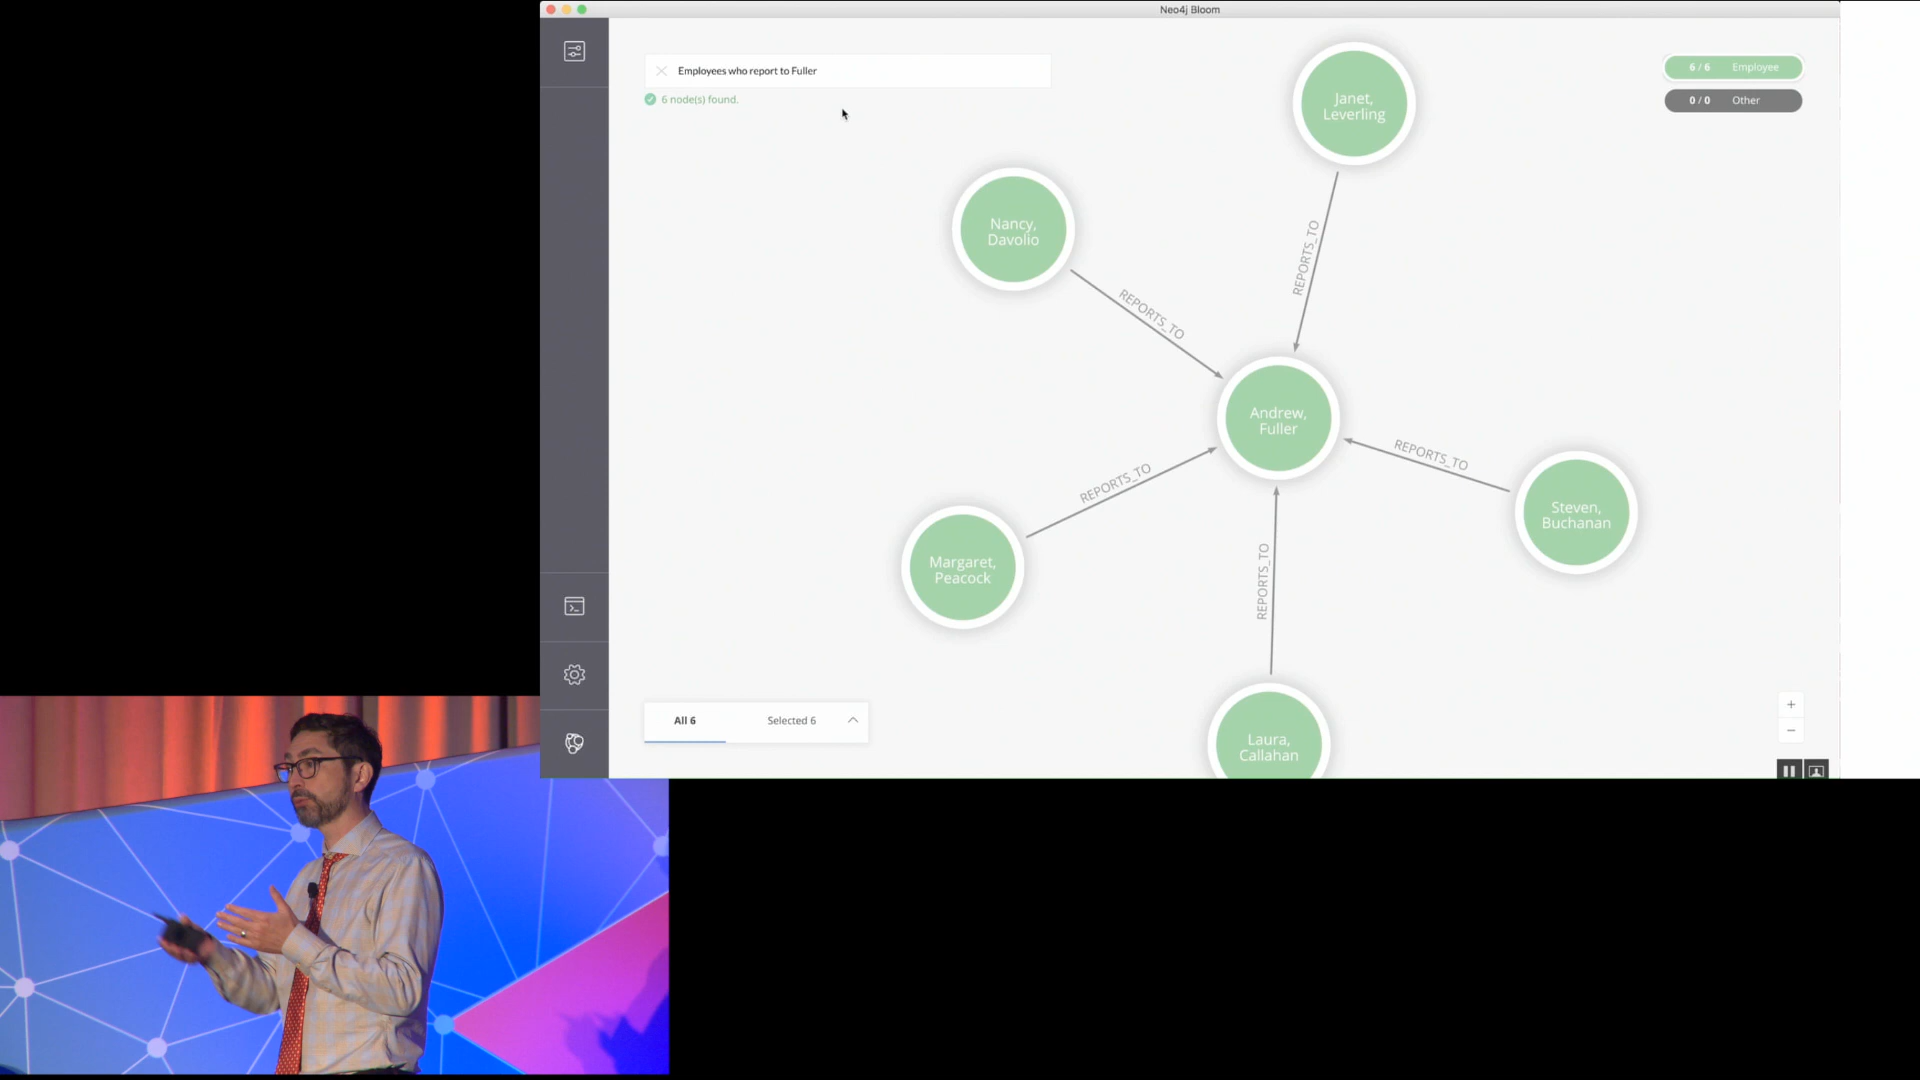 Neo4j Bloom
Employees who report to Fuller
6 node(s) found.
6 / 6 Employee
0 / 0 Other
Janet,
Leverling
Nancy,
Davolio
REPORTS_TO
REPORTS_TO
Andrew,
Fuller
REPORTS_TO
REPORTS_TO
Steven,
Buchanan
Margaret,
Peacock
REPORTS_TO
Laura,
Callahan
All 6
Selected 6